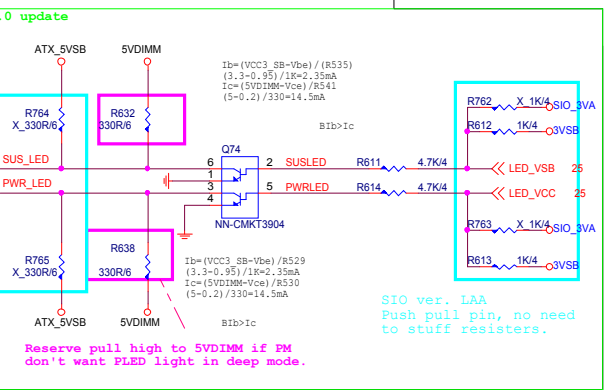 .0 update
ATX_5VSB
5VDIMM
Ib=(VCC3_SB-Vbe)/(R535)
(3.3-0.95)/1K=2.35mA
Ic=(5VDIMM-Vce)/R541
(5-0.2)/330=14.5mA
BIb>Ic
R764
X_330R/6
R632
330R/6
R762
X_1K/4
SIO_3VA
R612
1K/4
3VSB
Q74
SUS_LED
6
2
SUSLED
R611
4.7K/4
LED_VSB
25
1
PWR_LED
3
5
PWRLED
R614
4.7K/4
LED_VCC
25
4
NN-CMKT3904
R763
X_1K/4
SIO_3VA
R765
X_330R/6
R638
330R/6
Ib=(VCC3_SB-Vbe)/R529
(3.3-0.95)/1K=2.35mA
Ic=(5VDIMM-Vce)/R530
(5-0.2)/330=14.5mA
BIb>Ic
R613
1K/4
3VSB
ATX_5VSB
5VDIMM
SIO ver. LAA
Push pull pin, no need
to stuff resisters.
Reserve pull high to 5VDIMM if PM
don't want PLED light in deep mode.